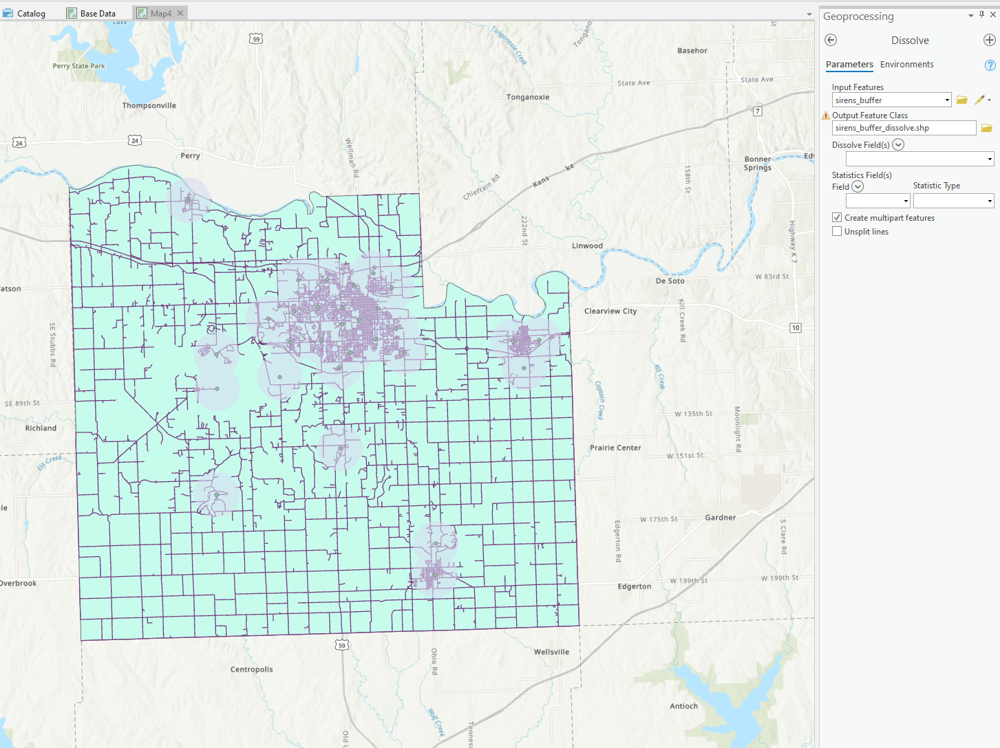 Catalog
Base Data
Map4
Geoprocessing
Dissolve
Parameters
Environments
Input Features
sirens_buffer
Output Feature Class
sirens_buffer_dissolve.shp
Dissolve Field(s)
Statistics Field(s)
Field
Statistic Type
Create multipart features
Unsplit lines
Lake
59
Tonganoxie Creek
Tongano
St
Basehor
Perry State Park
State Ave
State Ave
Tonganoxie
Thompsonville
7
24
24
Wellman Rd
Perry
Bonner
Springs
Edw
Kans
ke
158th St
Chieftain Rd
222nd St
Highway K 7
Linwood
W 83rd St
De Soto
atson
Clearview City
Kill Creek Rd
10
SE Stubbs Rd
Kill Creek
Captain Creek
SE 89th St
W 135th St
Moonlight Rd
Richland
Prairie Center
W 151st St
Elk Creek
le
W 175th St
Gardner
Edgerton Rd
S Clare Rd
Overbrook
Edgerton
W 199th St
W 199th St
59
Ohio Rd
Wellsville
Centropolis
Antioch
Wolf Creek
Tenness
Old L